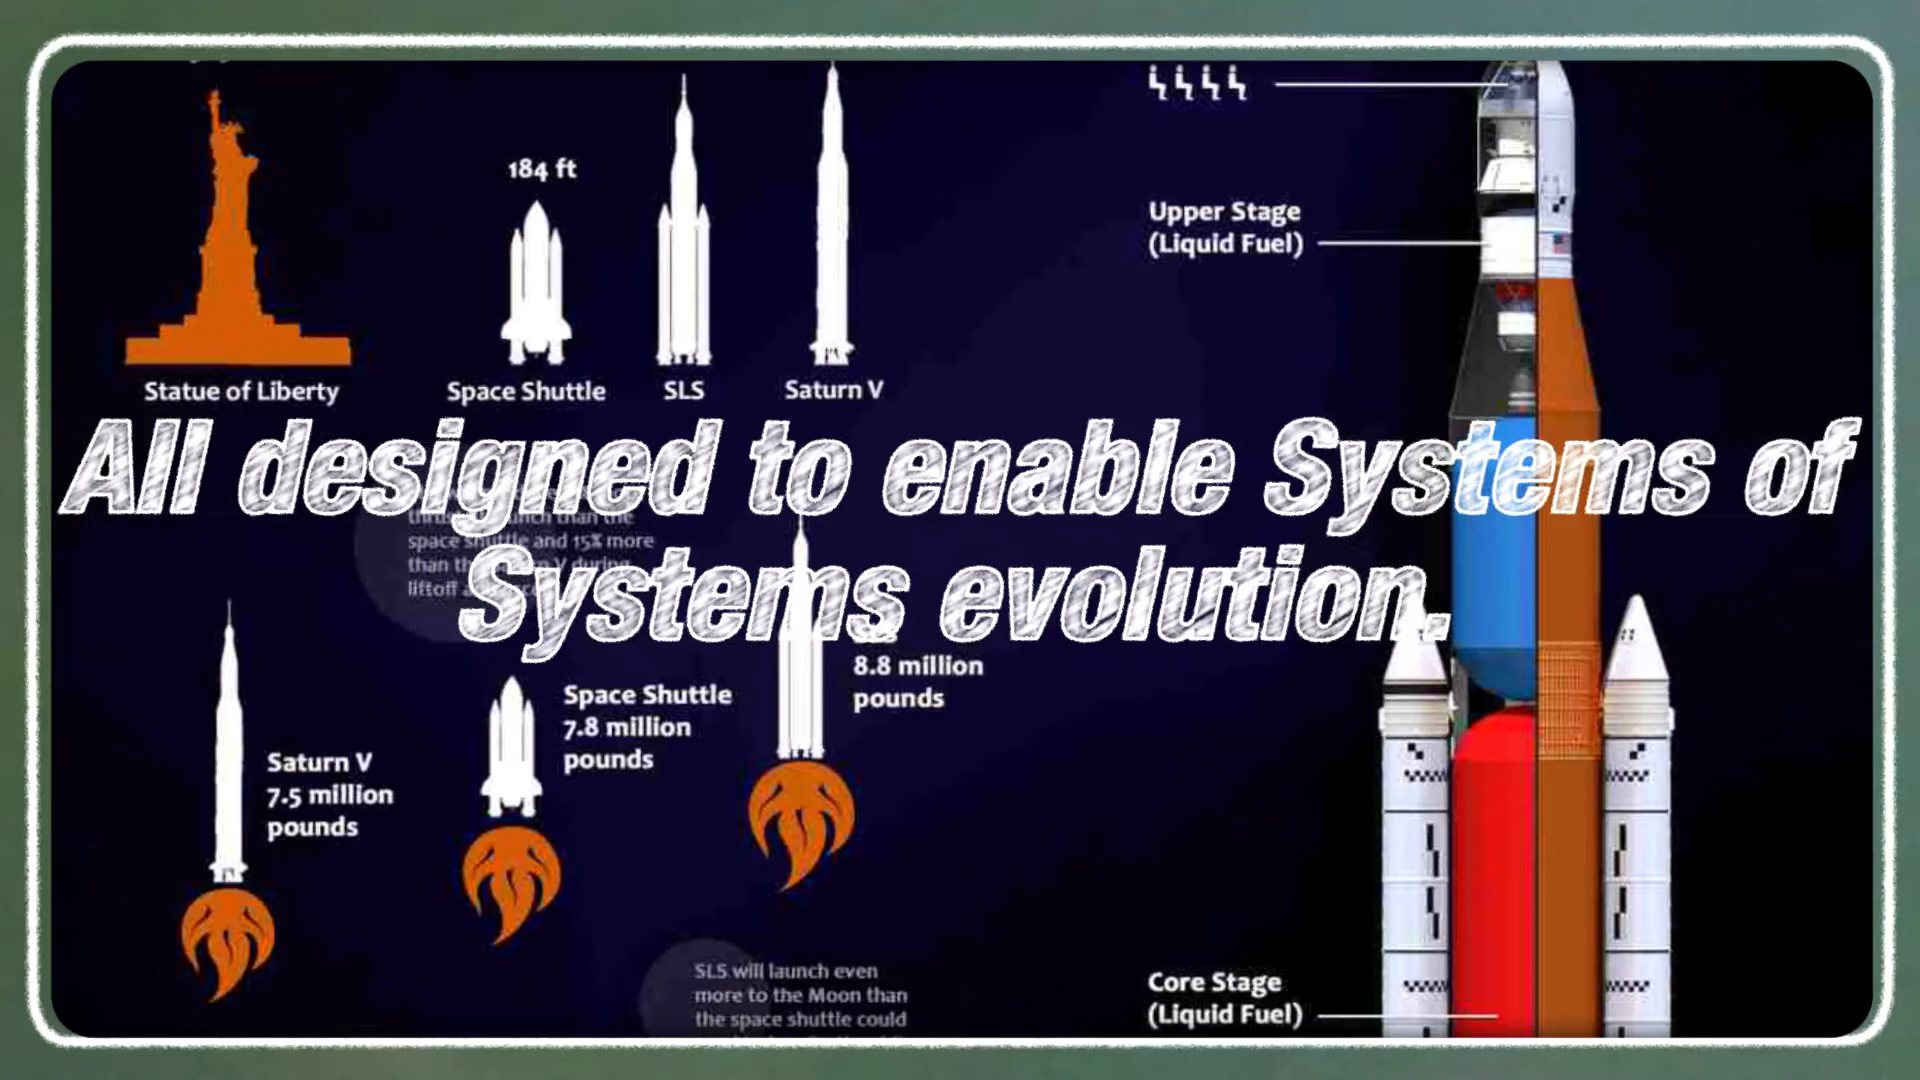 184 ft
Statue of Liberty
Space Shuttle
SLS
Saturn V
Upper Stage
(Liquid Fuel)
All designed to enable Systems of
Systems evolution.
than the
space shuttle and 15% more
than
during
liftoff
Saturn V
7.5 million
pounds
Space Shuttle
7.8 million
pounds
8.8 million
pounds
SLS will launch even
more to the Moon than
the space shuttle could
Core Stage
(Liquid Fuel)